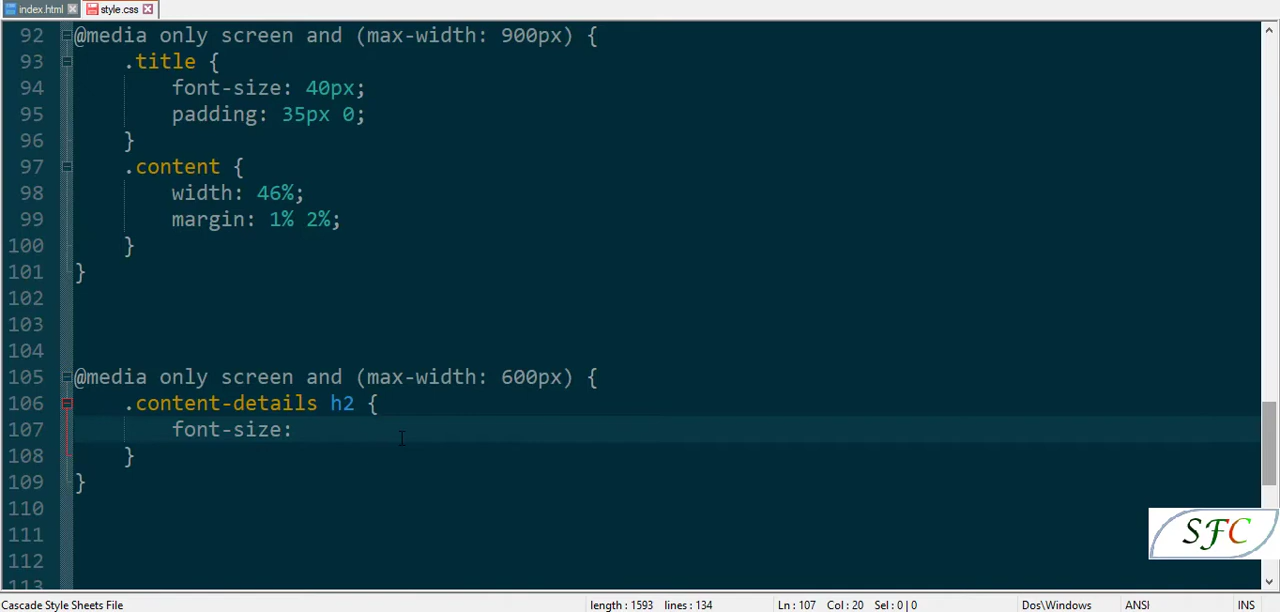 index.html style.css
92 @media only screen and (max-width: 900px) {
93 .title {
94 font-size: 40px;
95 padding: 35px 0;
96 }
97 .content {
98 width: 46%;
99 margin: 1% 2%;
100 }
101 }
102
103
104
105 @media only screen and (max-width: 600px) {
106 .content-details h2 {
107 font-size:
108 }
109 }
110
111
112
113
SFC
Cascade Style Sheets File length : 1593 lines : 134 Ln : 107 Col : 20 Sel : 0 | 0 Dos\Windows ANSI INS